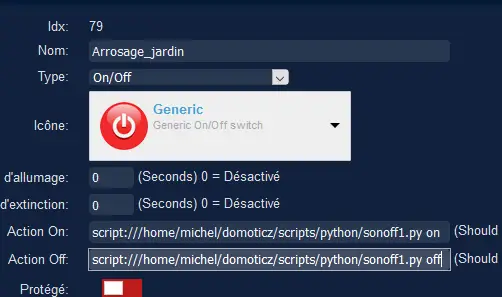 Idx: 79
Nom: Arrosage_jardin
Type: On/Off
Icône: Generic
Generic On/Off switch
d'allumage: 0 (Seconds) 0 = Désactivé
d'extinction: 0 (Seconds) 0 = Désactivé
Action On: script:///home/michel/domoticz/scripts/python/sonoff1.py on (Should
Action Off: script:///home/michel/domoticz/scripts/python/sonoff1.py off (Should
Protégé: